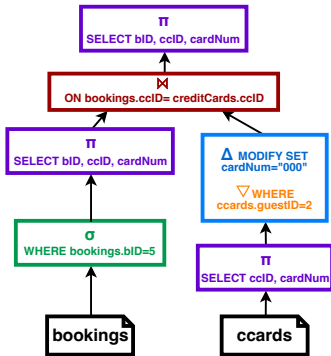 π
SELECT bID, ccID, cardNum
⋈
ON bookings.ccID= creditCards.ccID
π
SELECT bID, ccID, cardNum
Δ MODIFY SET
cardNum="000"
▽ WHERE
ccards.guestID=2
σ
WHERE bookings.bID=5
π
SELECT ccID, cardNum
bookings
ccards